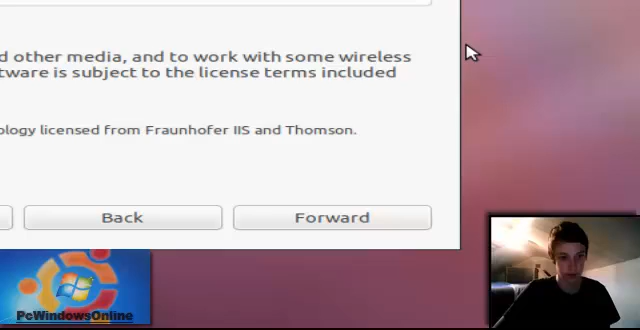 d other media, and to work with some wireless
tware is subject to the license terms included
ology licensed from Fraunhofer IIS and Thomson.
Back
Forward
PcWindowsOnline